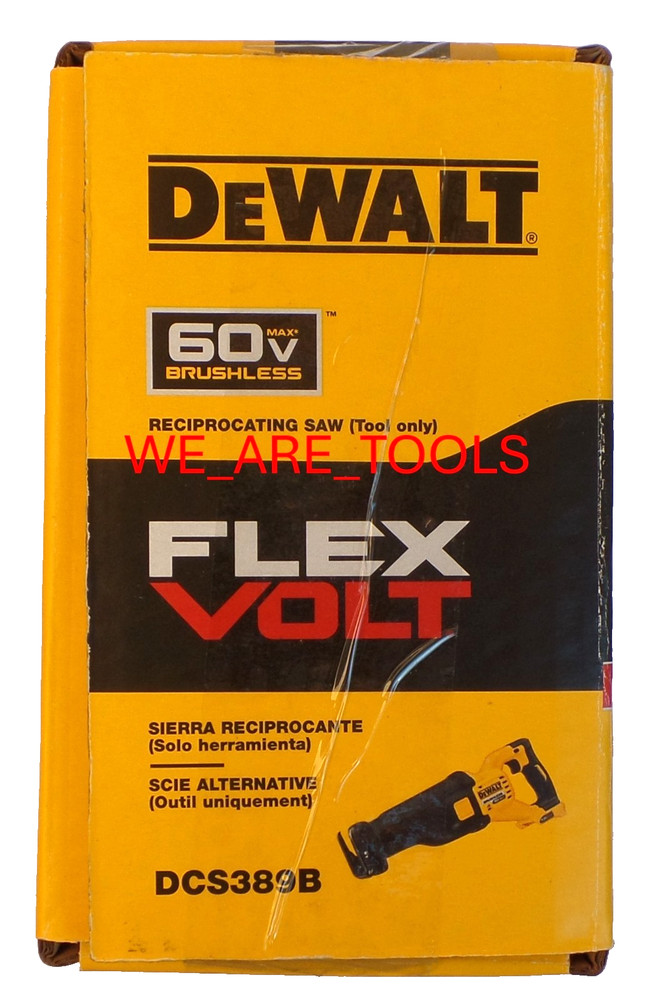 DEWALT®
60V MAX* ™
BRUSHLESS
RECIPROCATING SAW (Tool only)
WE_ARE_TOOLS
FLEX
VOLT
SIERRA RECIPROCANTE
(Solo herramienta)
SCIE ALTERNATIVE
(Outil uniquement)
DEWALT
DCS389B